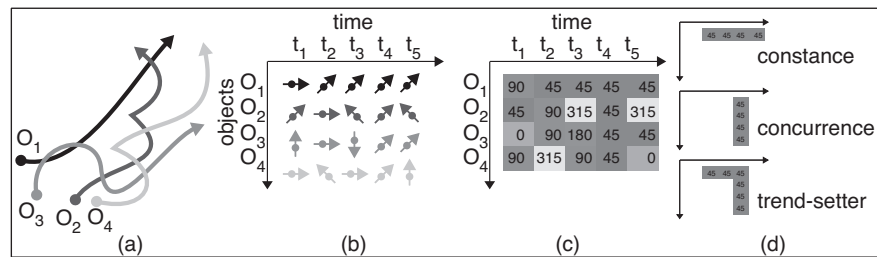 O1
O3
O2
O4
(a)
time
t1 t2 t3 t4 t5
objects
O1
O2
O3
O4
(b)
time
t1 t2 t3 t4 t5
O1 90 45 45 45 45
O2 45 90 315 45 315
O3 0 90 180 45 45
O4 90 315 90 45 0
(c)
45 45 45 45
constance
45
45
45
45
concurrence
45 45 45
45
45
45
trend-setter
(d)